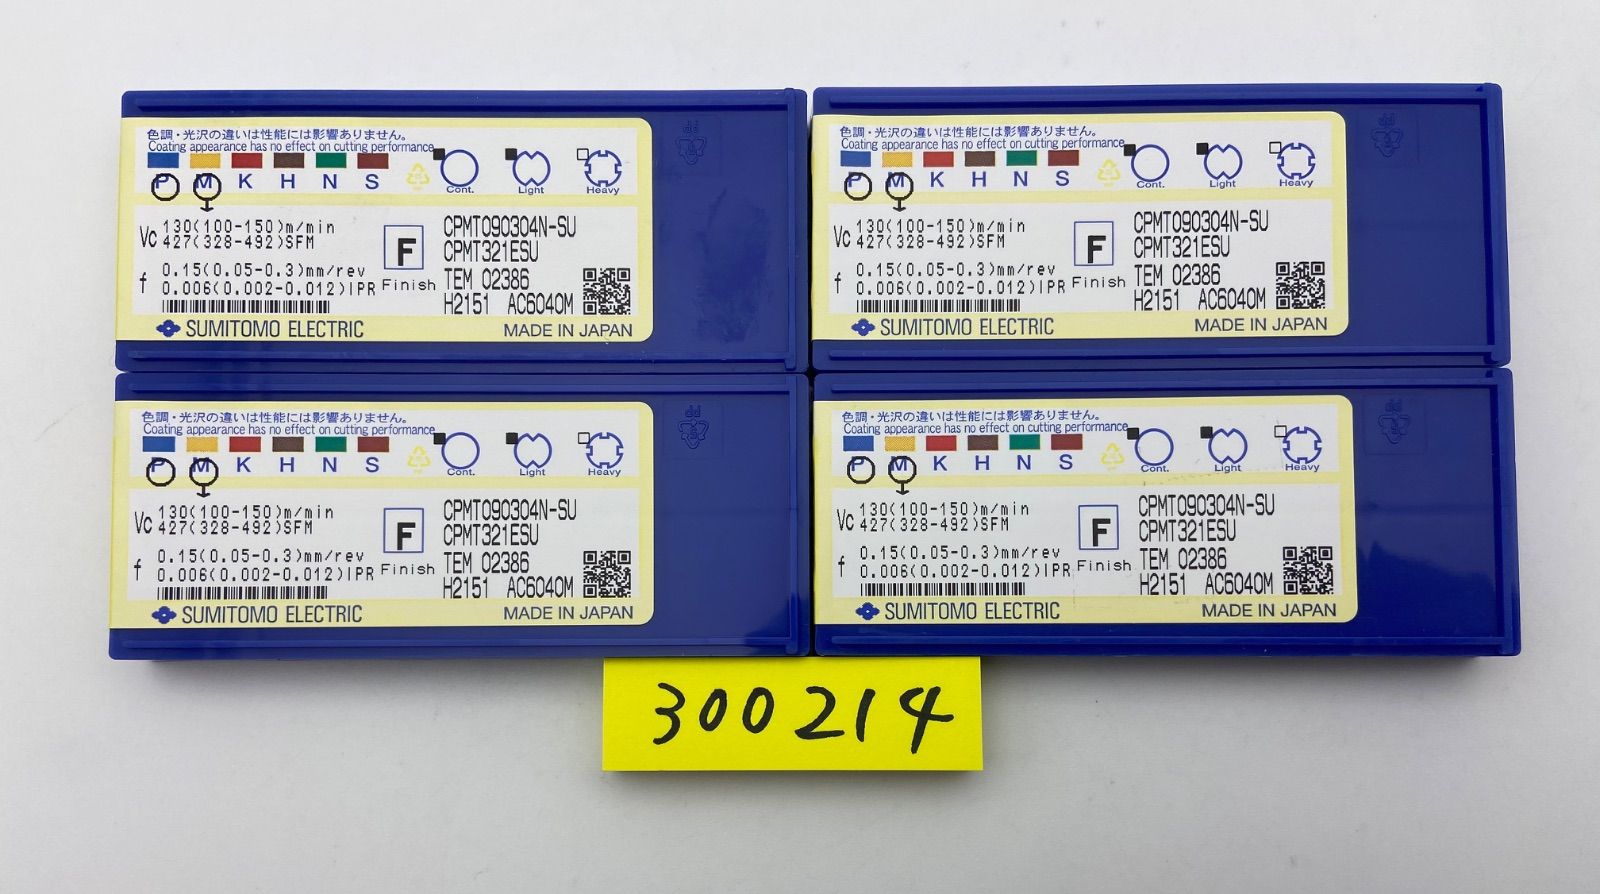 色調・光沢の違いは性能には影響ありません。
Coating appearance has no effect on cutting performance.
P M K H N S
Cont. Light Heavy
Vc 130(100-150)m/min
427(328-492)SFM
f 0.15(0.05-0.3)mm/rev
0.006(0.002-0.012)IPR
F
Finish
CPMT090304N-SU
CPMT321ESU
TEM 02386
H2151 AC6040M
SUMITOMO ELECTRIC
MADE IN JAPAN
色調・光沢の違いは性能には影響ありません。
Coating appearance has no effect on cutting performance.
P M K H N S
Cont. Light Heavy
Vc 130(100-150)m/min
427(328-492)SFM
f 0.15(0.05-0.3)mm/rev
0.006(0.002-0.012)IPR
F
Finish
CPMT090304N-SU
CPMT321ESU
TEM 02386
H2151 AC6040M
SUMITOMO ELECTRIC
MADE IN JAPAN
色調・光沢の違いは性能には影響ありません。
Coating appearance has no effect on cutting performance.
P M K H N S
Cont. Light Heavy
Vc 130(100-150)m/min
427(328-492)SFM
f 0.15(0.05-0.3)mm/rev
0.006(0.002-0.012)IPR
F
Finish
CPMT090304N-SU
CPMT321ESU
TEM 02386
H2151 AC6040M
SUMITOMO ELECTRIC
MADE IN JAPAN
色調・光沢の違いは性能には影響ありません。
Coating appearance has no effect on cutting performance.
P M K H N S
Cont. Light Heavy
Vc 130(100-150)m/min
427(328-492)SFM
f 0.15(0.05-0.3)mm/rev
0.006(0.002-0.012)IPR
F
Finish
CPMT090304N-SU
CPMT321ESU
TEM 02386
H2151 AC6040M
SUMITOMO ELECTRIC
MADE IN JAPAN
300214